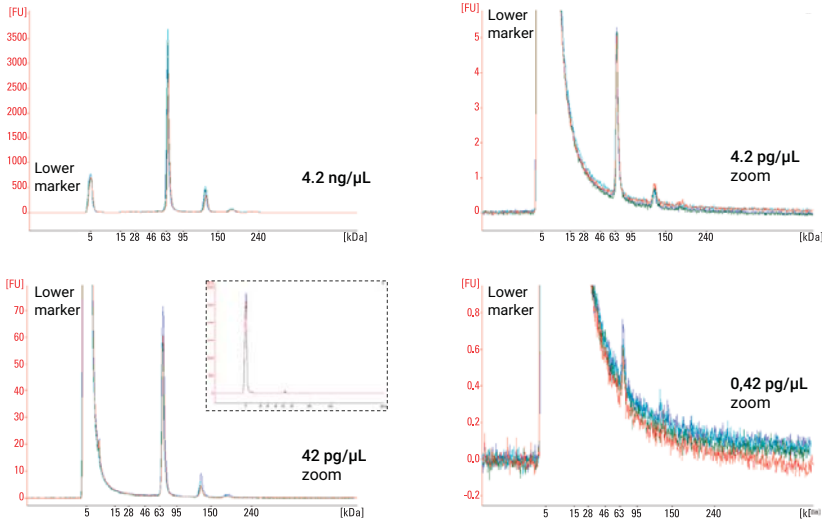 [FU]
3500
3000
2500
2000
1500
1000
500
0
Lower
marker
4.2 ng/µL
5 15 28 46 63 95 150 240 [kDa]
[FU]
Lower
marker
5
4
3
2
1
0
4.2 pg/µL
zoom
5 15 28 46 63 95 150 240 [kDa]
[FU]
Lower
marker
70
60
50
40
30
20
10
0
42 pg/µL
zoom
5 15 28 46 63 95 150 240 [kDa]
[FU]
Lower
marker
0.8
0.6
0,4
0.2
0.0
-0.2
0,42 pg/µL
zoom
5 15 28 46 63 95 150 240